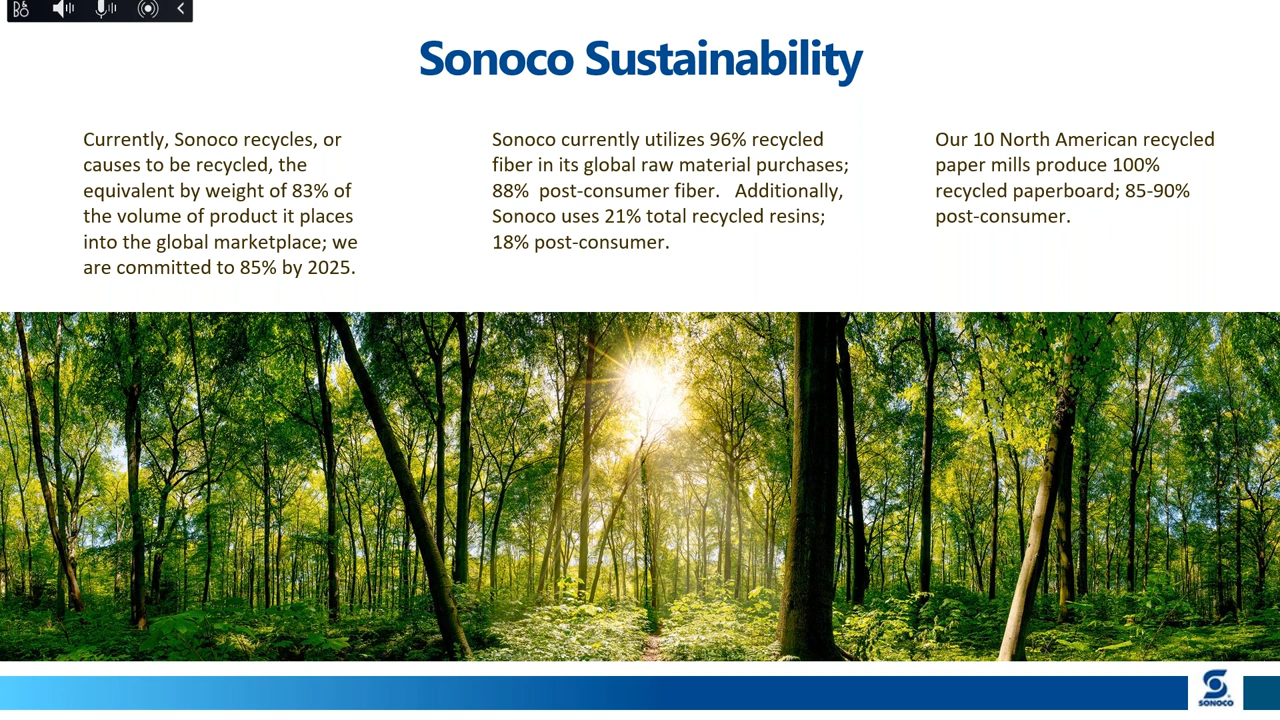 Sonoco Sustainability
Currently, Sonoco recycles, or
causes to be recycled, the
equivalent by weight of 83% of
the volume of product it places
into the global marketplace; we
are committed to 85% by 2025.
Sonoco currently utilizes 96% recycled
fiber in its global raw material purchases;
88%  post-consumer fiber.   Additionally,
Sonoco uses 21% total recycled resins;
18% post-consumer.
Our 10 North American recycled
paper mills produce 100%
recycled paperboard; 85-90%
post-consumer.
SONOCO